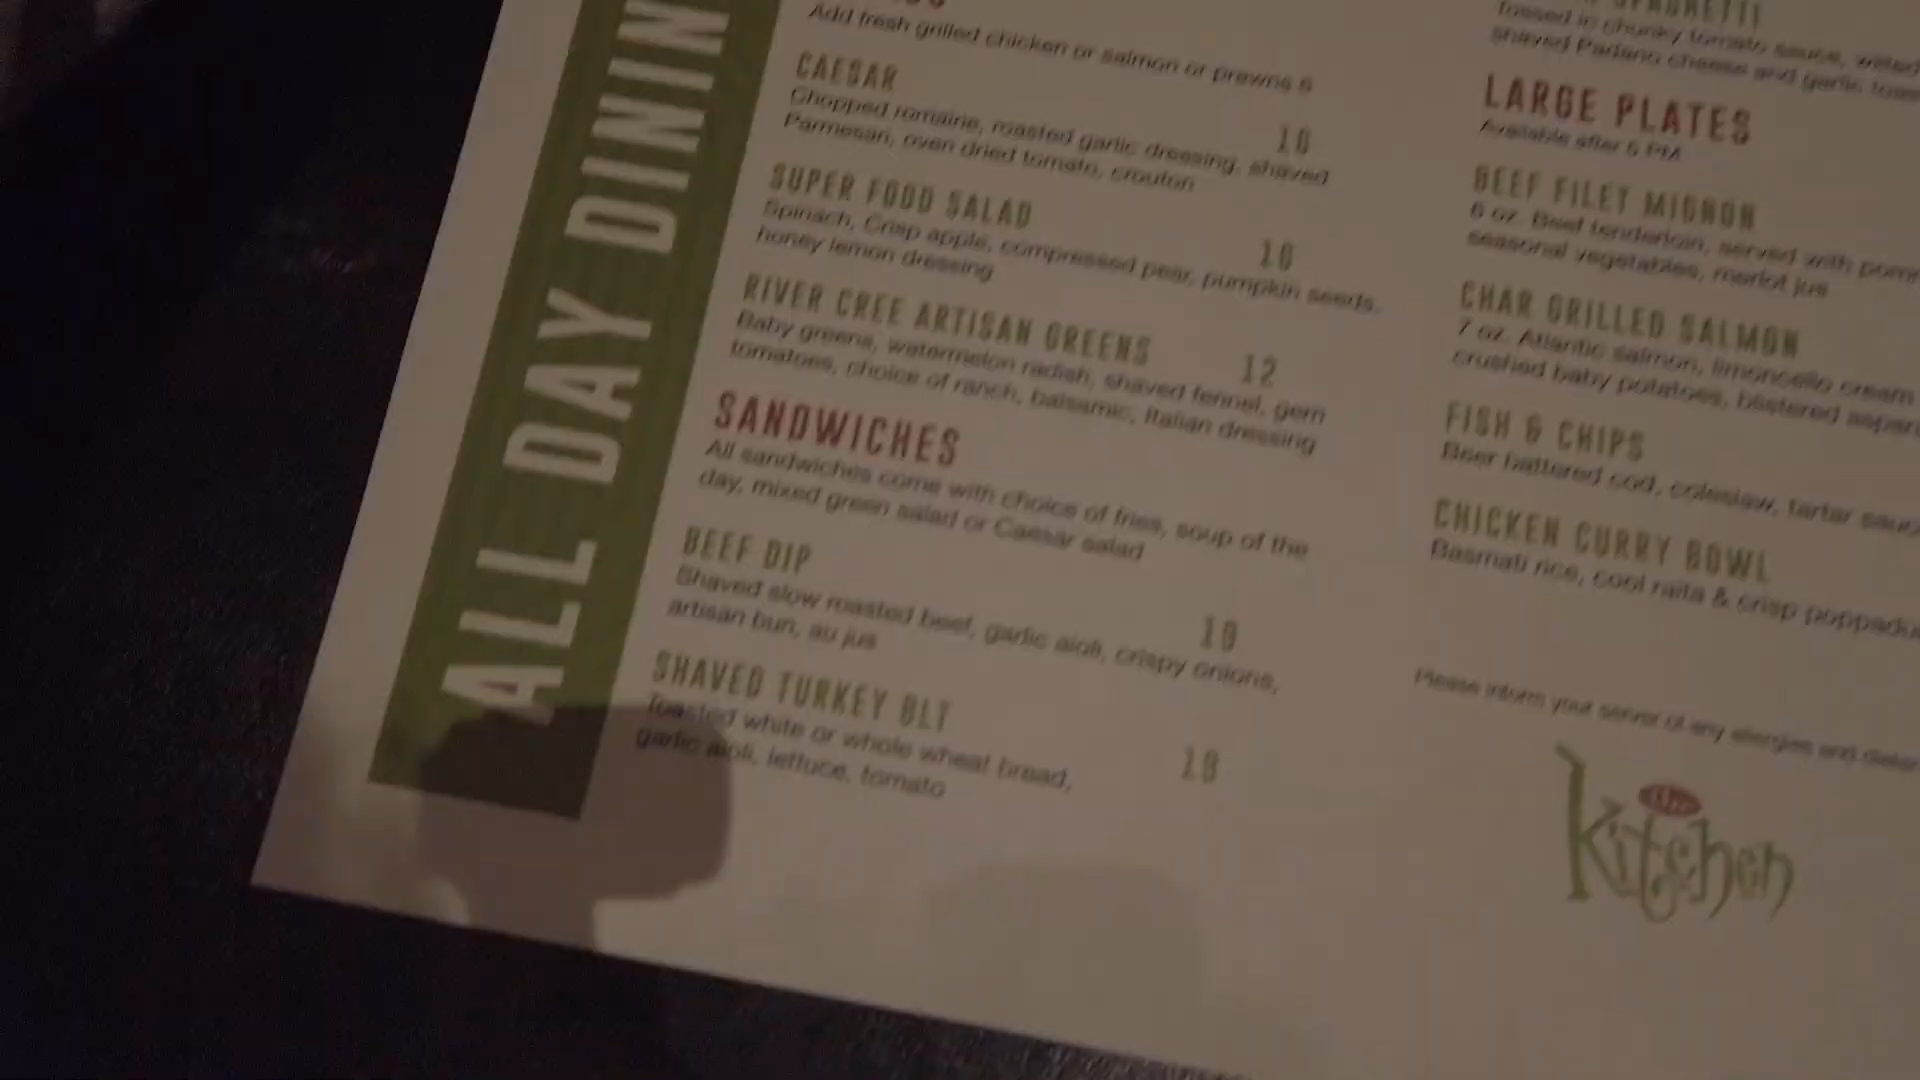 ALL DAY DINING
Add fresh grilled chicken or salmon or prawns 6
CAESAR
10
Chopped romaine, roasted garlic dressing, shaved
Parmesan, oven dried tomato, crouton
SUPER FOOD SALAD
10
Spinach, Crisp apple, compressed pear, pumpkin seeds,
honey lemon dressing
RIVER CREE ARTISAN GREENS
12
Baby greens, watermelon radish, shaved fennel, gem
tomatoes, choice of ranch, balsamic, Italian dressing
SANDWICHES
All sandwiches come with choice of fries, soup of the
day, mixed green salad or Caesar salad
BEEF DIP
Shaved slow roasted beef, garlic aioli, crispy onions,
artisan bun, au jus
SHAVED TURKEY BLT
Toasted white or whole wheat bread,
garlic aioli, lettuce, tomato
SPAGHETTI
Tossed in chunky tomato sauce,
shaved Padano cheese and garlic
LARGE PLATES
Available after 5 PM
BEEF FILET MIGNON
6 oz. Beef tenderloin, served with
seasonal vegetables, merlot jus
CHAR GRILLED SALMON
7 oz. Atlantic salmon, limoncello cream
crushed baby potatoes, blistered
FISH & CHIPS
Beer battered cod, coleslaw, tartar
CHICKEN CURRY BOWL
Basmati rice, cool raita & crisp
Please inform your server of any allergies and
the
kitchen